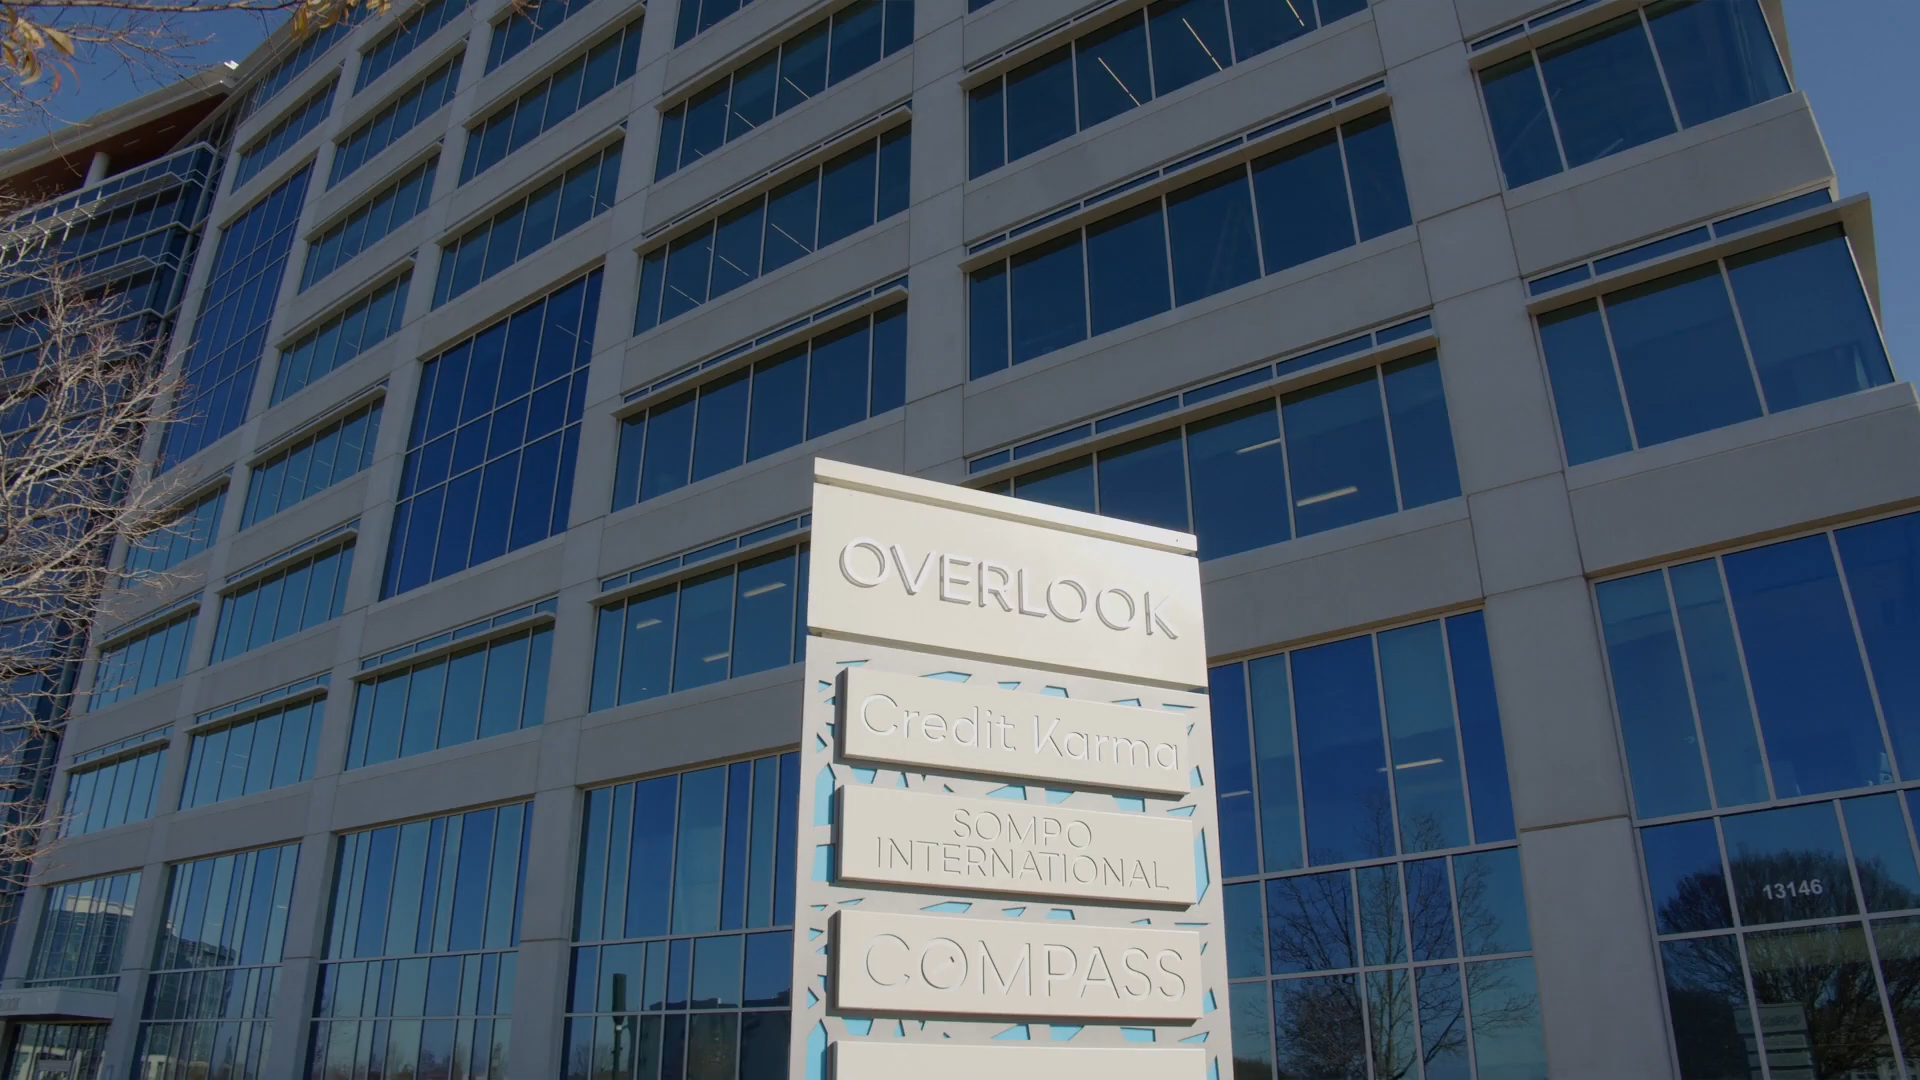 OVERLOOK
Credit Karma
SOMPO
INTERNATIONAL
COMPASS
13146